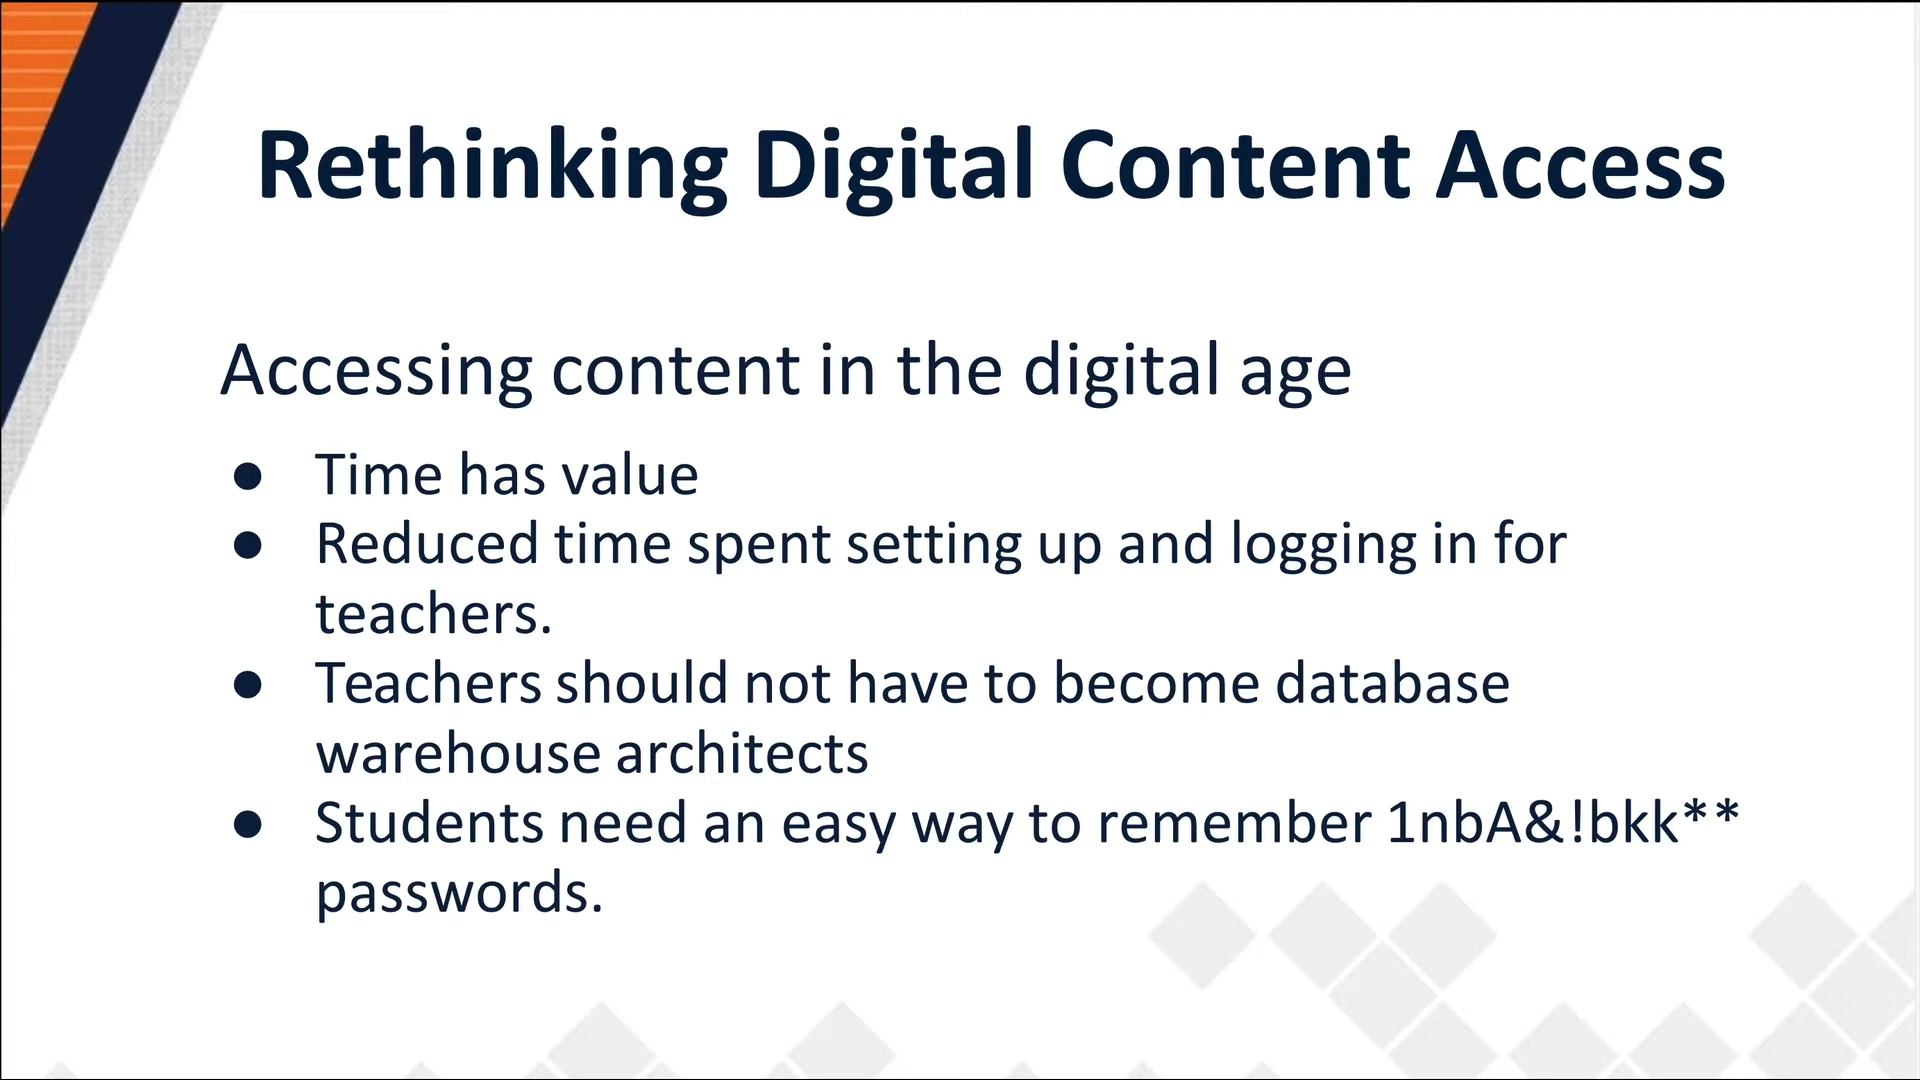 Rethinking Digital Content Access
Accessing content in the digital age
● Time has value
● Reduced time spent setting up and logging in for
teachers.
● Teachers should not have to become database
warehouse architects
● Students need an easy way to remember 1nbA&!bkk**
passwords.